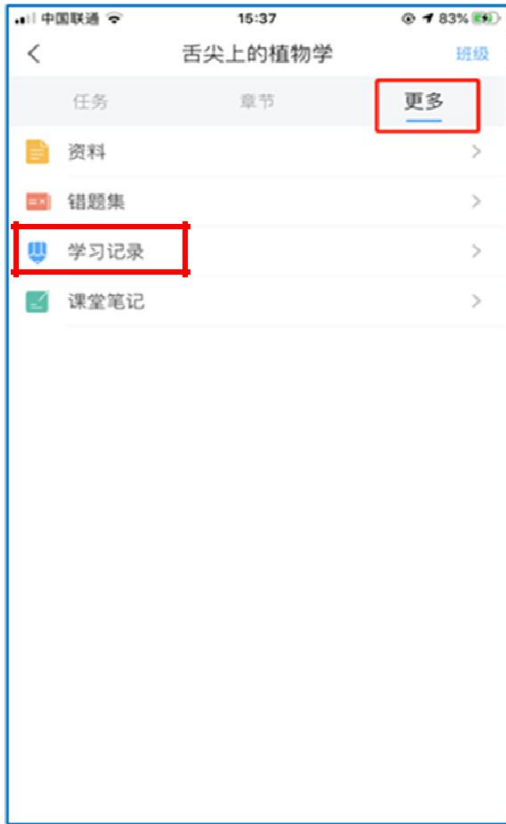 中国联通 15:37 83%
舌尖上的植物学 班级
任务 章节 更多
资料
错题集
学习记录
课堂笔记